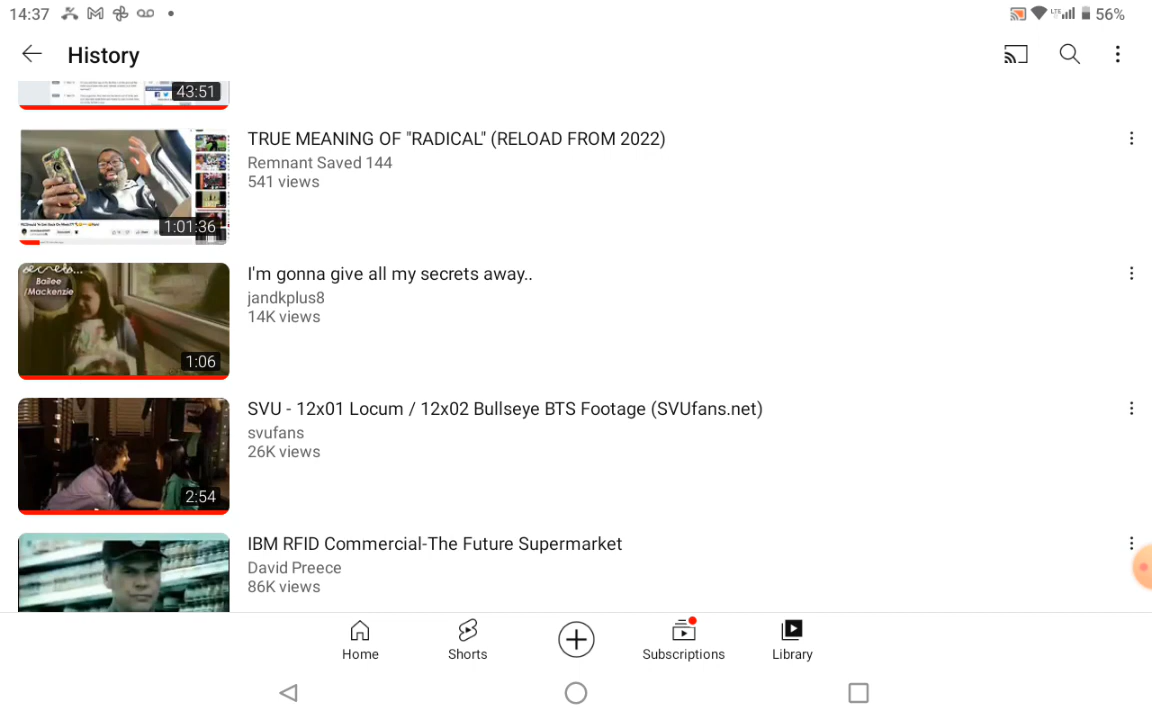 14:37
LTE
56%
History
43:51
TRUE MEANING OF "RADICAL" (RELOAD FROM 2022)
Remnant Saved 144
541 views
1:01:36
secrets...
Bailee
/Mackenzie
I'm gonna give all my secrets away..
jandkplus8
14K views
1:06
SVU - 12x01 Locum / 12x02 Bullseye BTS Footage (SVUfans.net)
svufans
26K views
2:54
IBM RFID Commercial-The Future Supermarket
David Preece
86K views
Home
Shorts
Subscriptions
Library